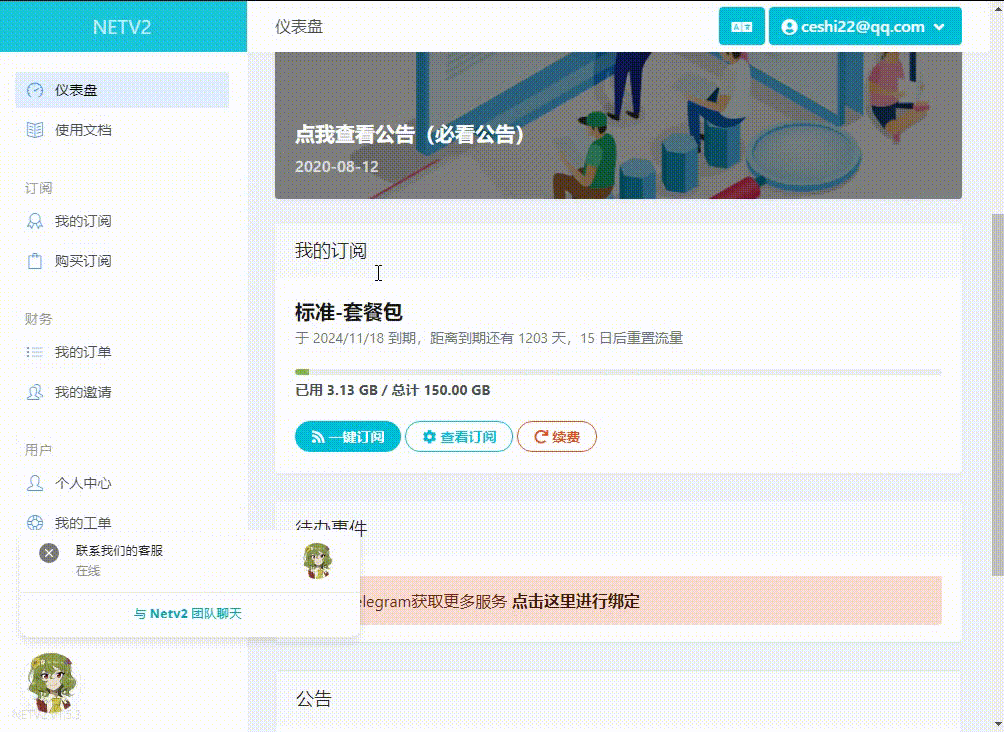 NETV2
仪表盘
ceshi22@qq.com
仪表盘
使用文档
订阅
我的订阅
购买订阅
财务
我的订单
我的邀请
用户
个人中心
我的工单
联系我们的客服
在线
与 Netv2 团队聊天
点我查看公告（必看公告）
2020-08-12
我的订阅
标准-套餐包
于 2024/11/18 到期，距离到期还有 1203 天，15 日后重置流量
已用 3.13 GB / 总计 150.00 GB
一键订阅
查看订阅
续费
待办事件
elegram获取更多服务 点击这里进行绑定
公告